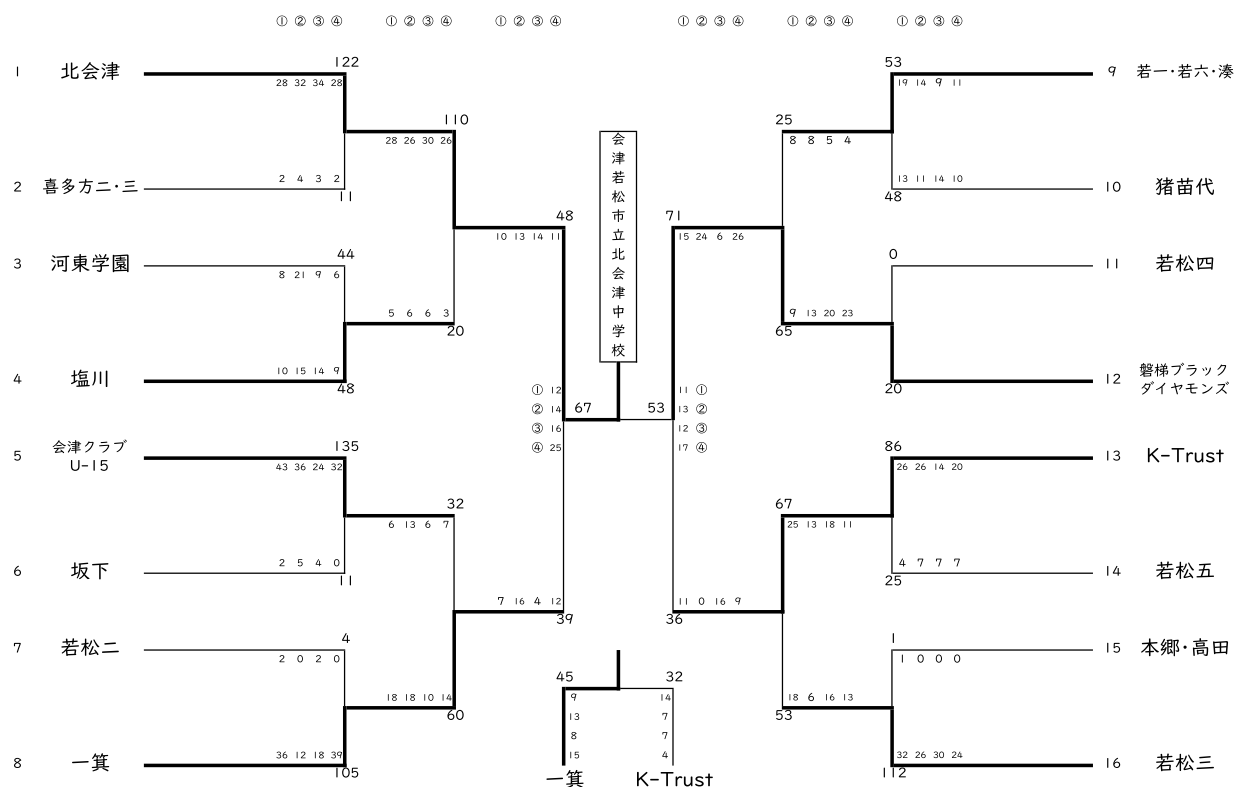 ① ② ③ ④ ① ② ③ ④ ① ② ③ ④ ① ② ③ ④ ① ② ③ ④ ① ② ③ ④
1 北会津
122
28 32 34 28
2 喜多方二・三
2 4 3 2
11
110
28 26 30 26
3 河東学園
44
8 21 9 6
4 塩川
10 15 14 9
48
5 6 6 3
20
48
10 13 14 11
5 会津クラブ
U-15
135
43 36 24 32
6 坂下
2 5 4 0
11
32
6 13 6 7
7 若松二
4
2 0 2 0
8 一箕
36 12 18 39
105
18 18 10 14
60
7 16 4 12
39
会津若松市立北会津中学校
① 12
② 14
③ 16
④ 25
67
53
11 ①
13 ②
12 ③
17 ④
45
9
13
8
15
一箕
32
14
7
7
4
K-Trust
71
15 24 6 26
25
8 8 5 4
53
19 14 9 11
9 若一・若六・湊
13 11 14 10
48
10 猪苗代
0
11 若松四
9 13 20 23
65
20
12 磐梯ブラック
ダイヤモンズ
86
26 26 14 20
13 K-Trust
67
25 13 18 11
4 7 7 7
25
14 若松五
11 0 16 9
36
1
1 0 0 0
15 本郷・高田
18 6 16 13
53
32 26 30 24
112
16 若松三